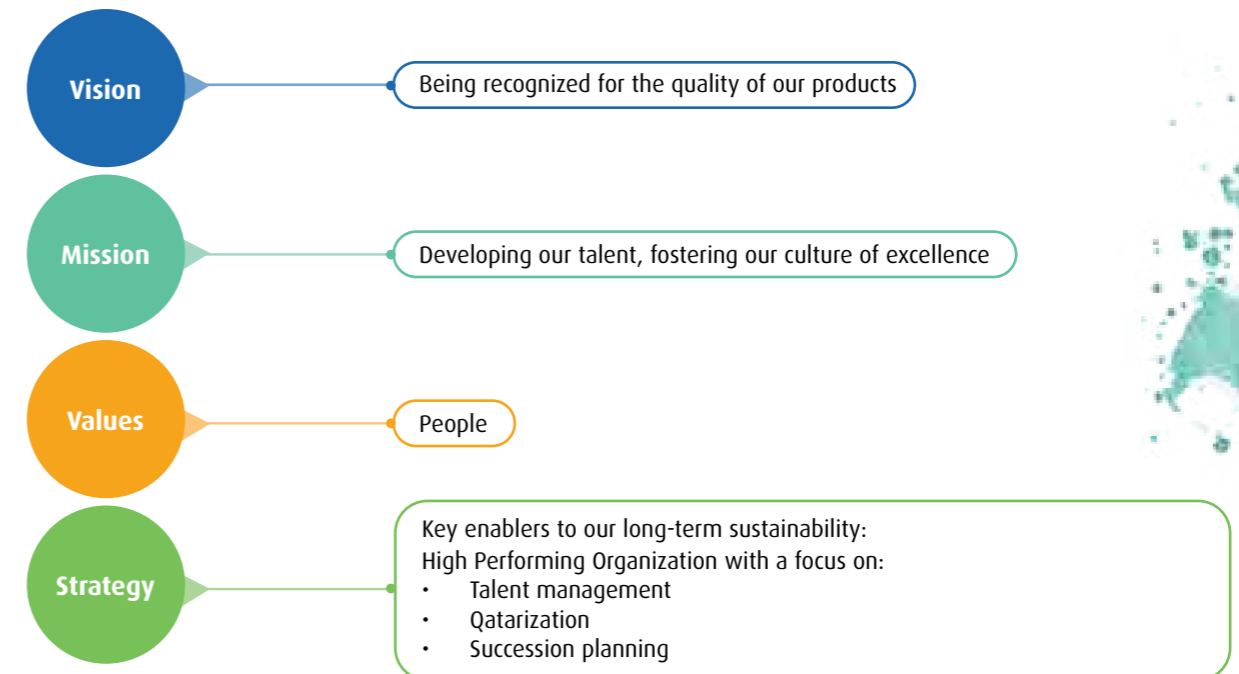 Vision
Being recognized for the quality of our products
Mission
Developing our talent, fostering our culture of excellence
Values
People
Strategy
Key enablers to our long-term sustainability:
High Performing Organization with a focus on:
• Talent management
• Qatarization
• Succession planning